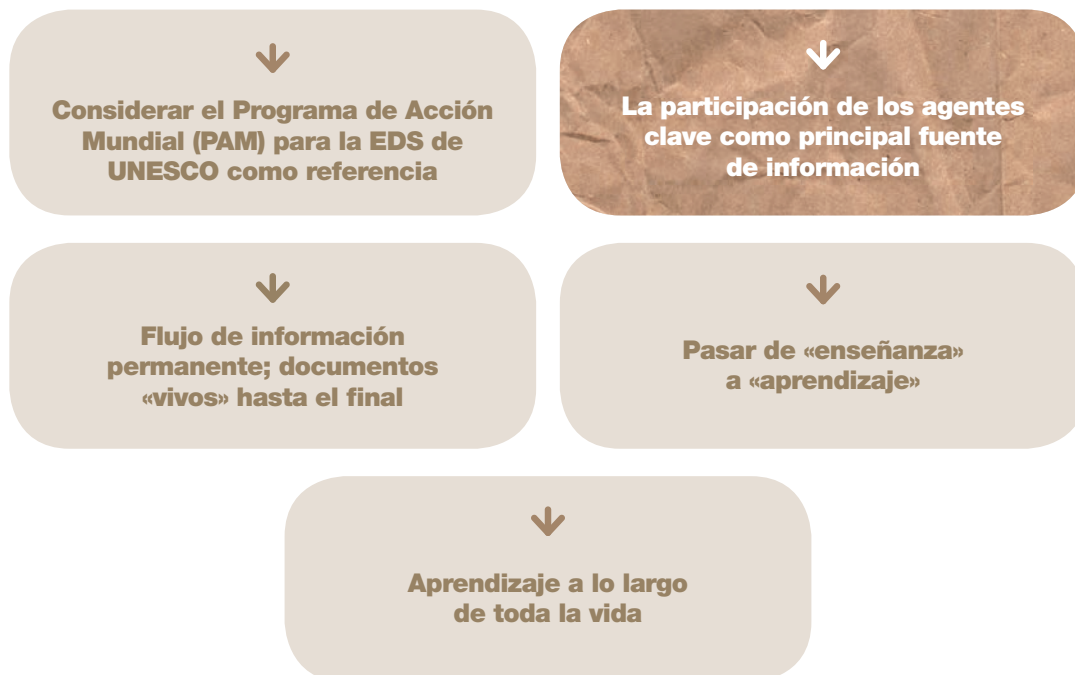 Considerar el Programa de Acción
Mundial (PAM) para la EDS de
UNESCO como referencia
La participación de los agentes
clave como principal fuente
de información
Flujo de información
permanente; documentos
«vivos» hasta el final
Pasar de «enseñanza»
a «aprendizaje»
Aprendizaje a lo largo
de toda la vida